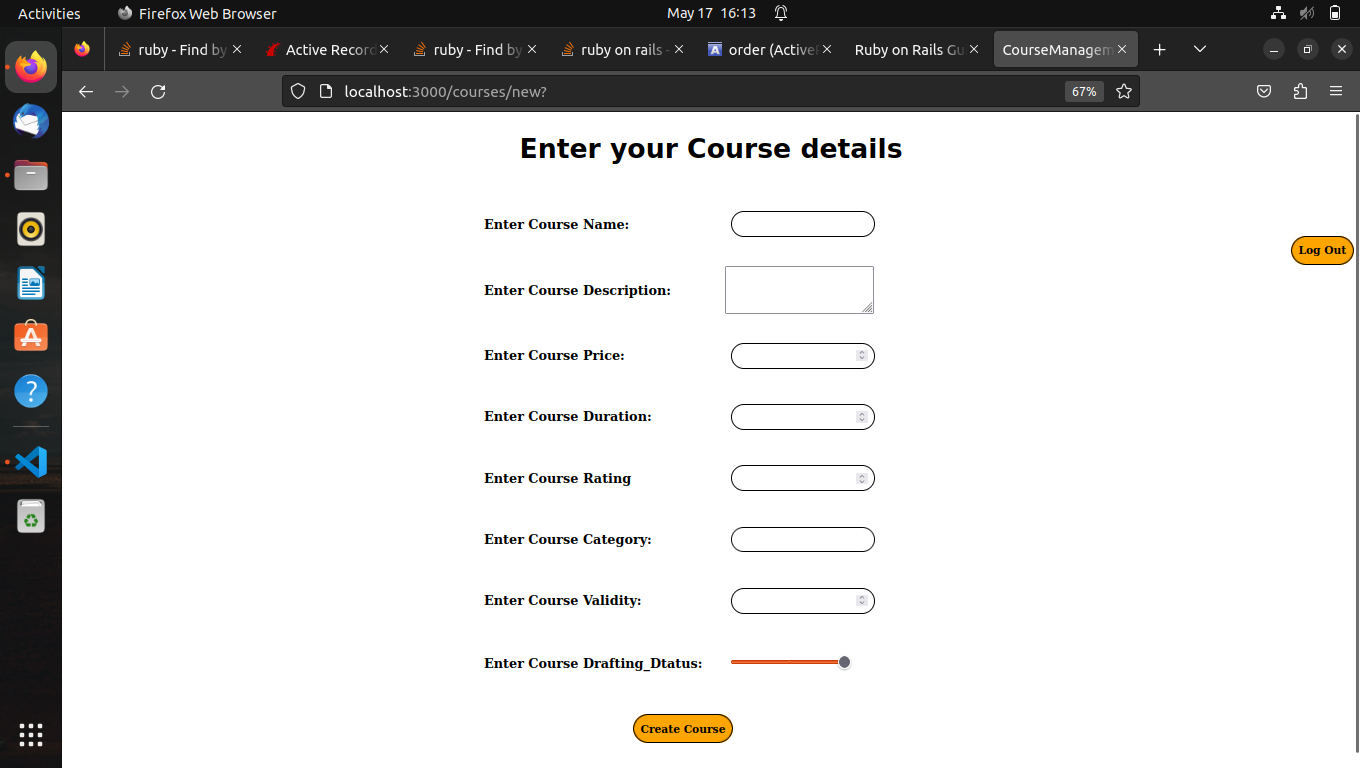 Activities
Firefox Web Browser
May 17 16:13
ruby - Find by
Active Record
ruby - Find by
ruby on rails -
order (ActiveR
Ruby on Rails Gu
CourseManagem
localhost:3000/courses/new?
67%
Enter your Course details
Enter Course Name:
Log Out
Enter Course Description:
Enter Course Price:
Enter Course Duration:
Enter Course Rating
Enter Course Category:
Enter Course Validity:
Enter Course Drafting_Dtatus:
Create Course